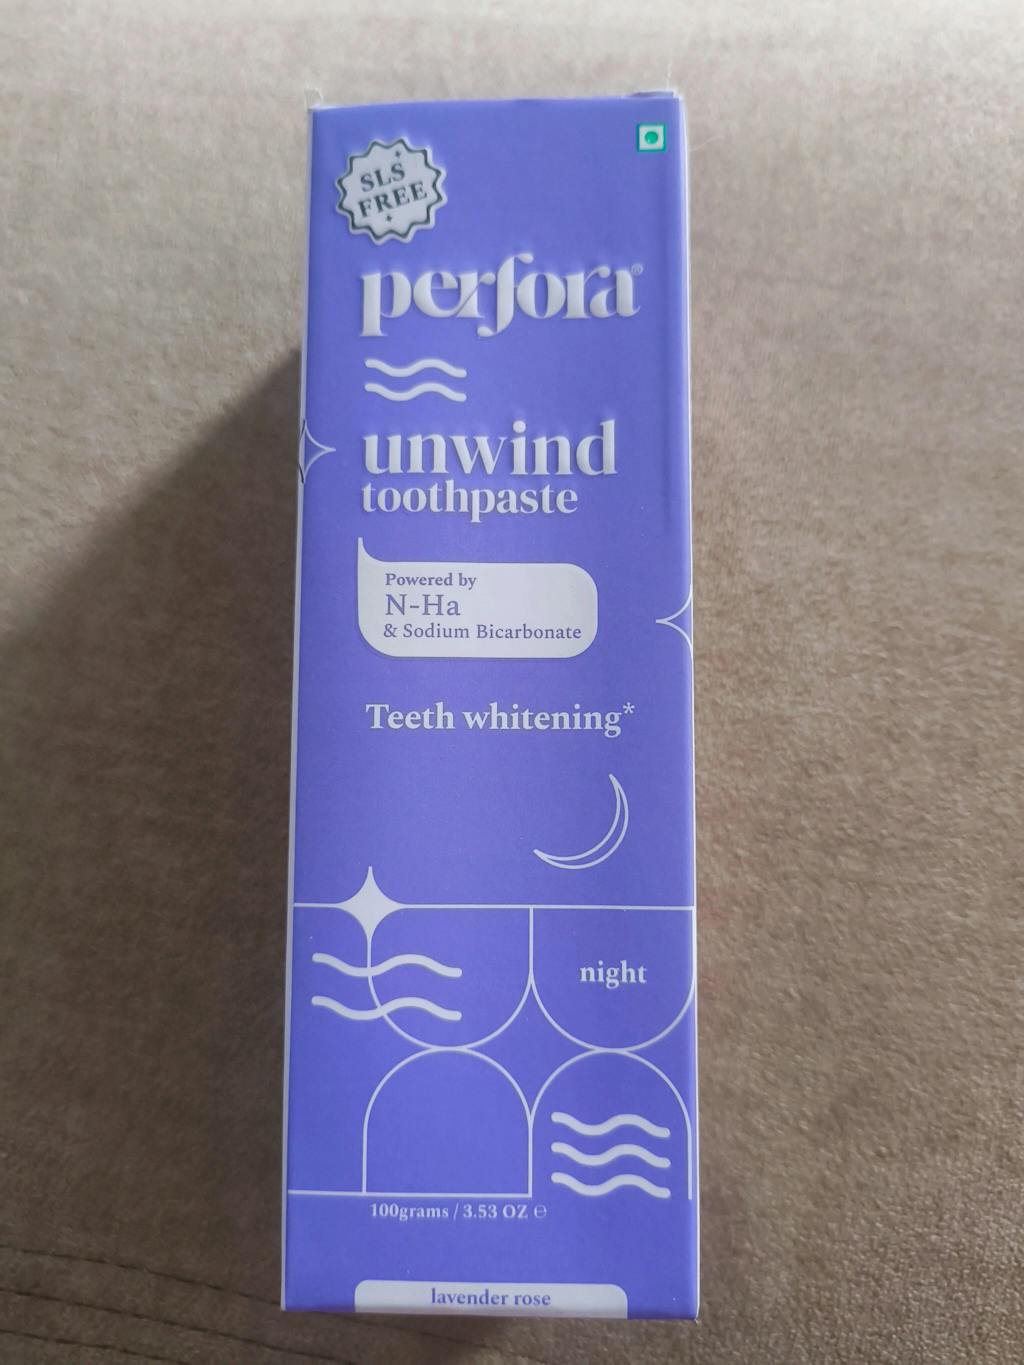 SLS
FREE
perfora®
unwind
toothpaste
Powered by
N-Ha
& Sodium Bicarbonate
Teeth whitening*
night
100grams / 3.53 OZ ℮
lavender rose